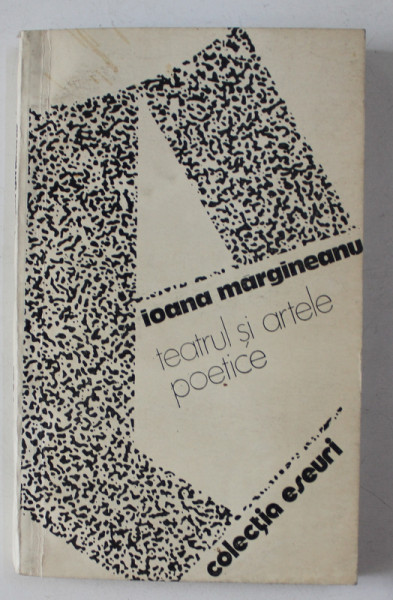 ioana margineanu
teatrul și artele
poetice
colecția eseuri